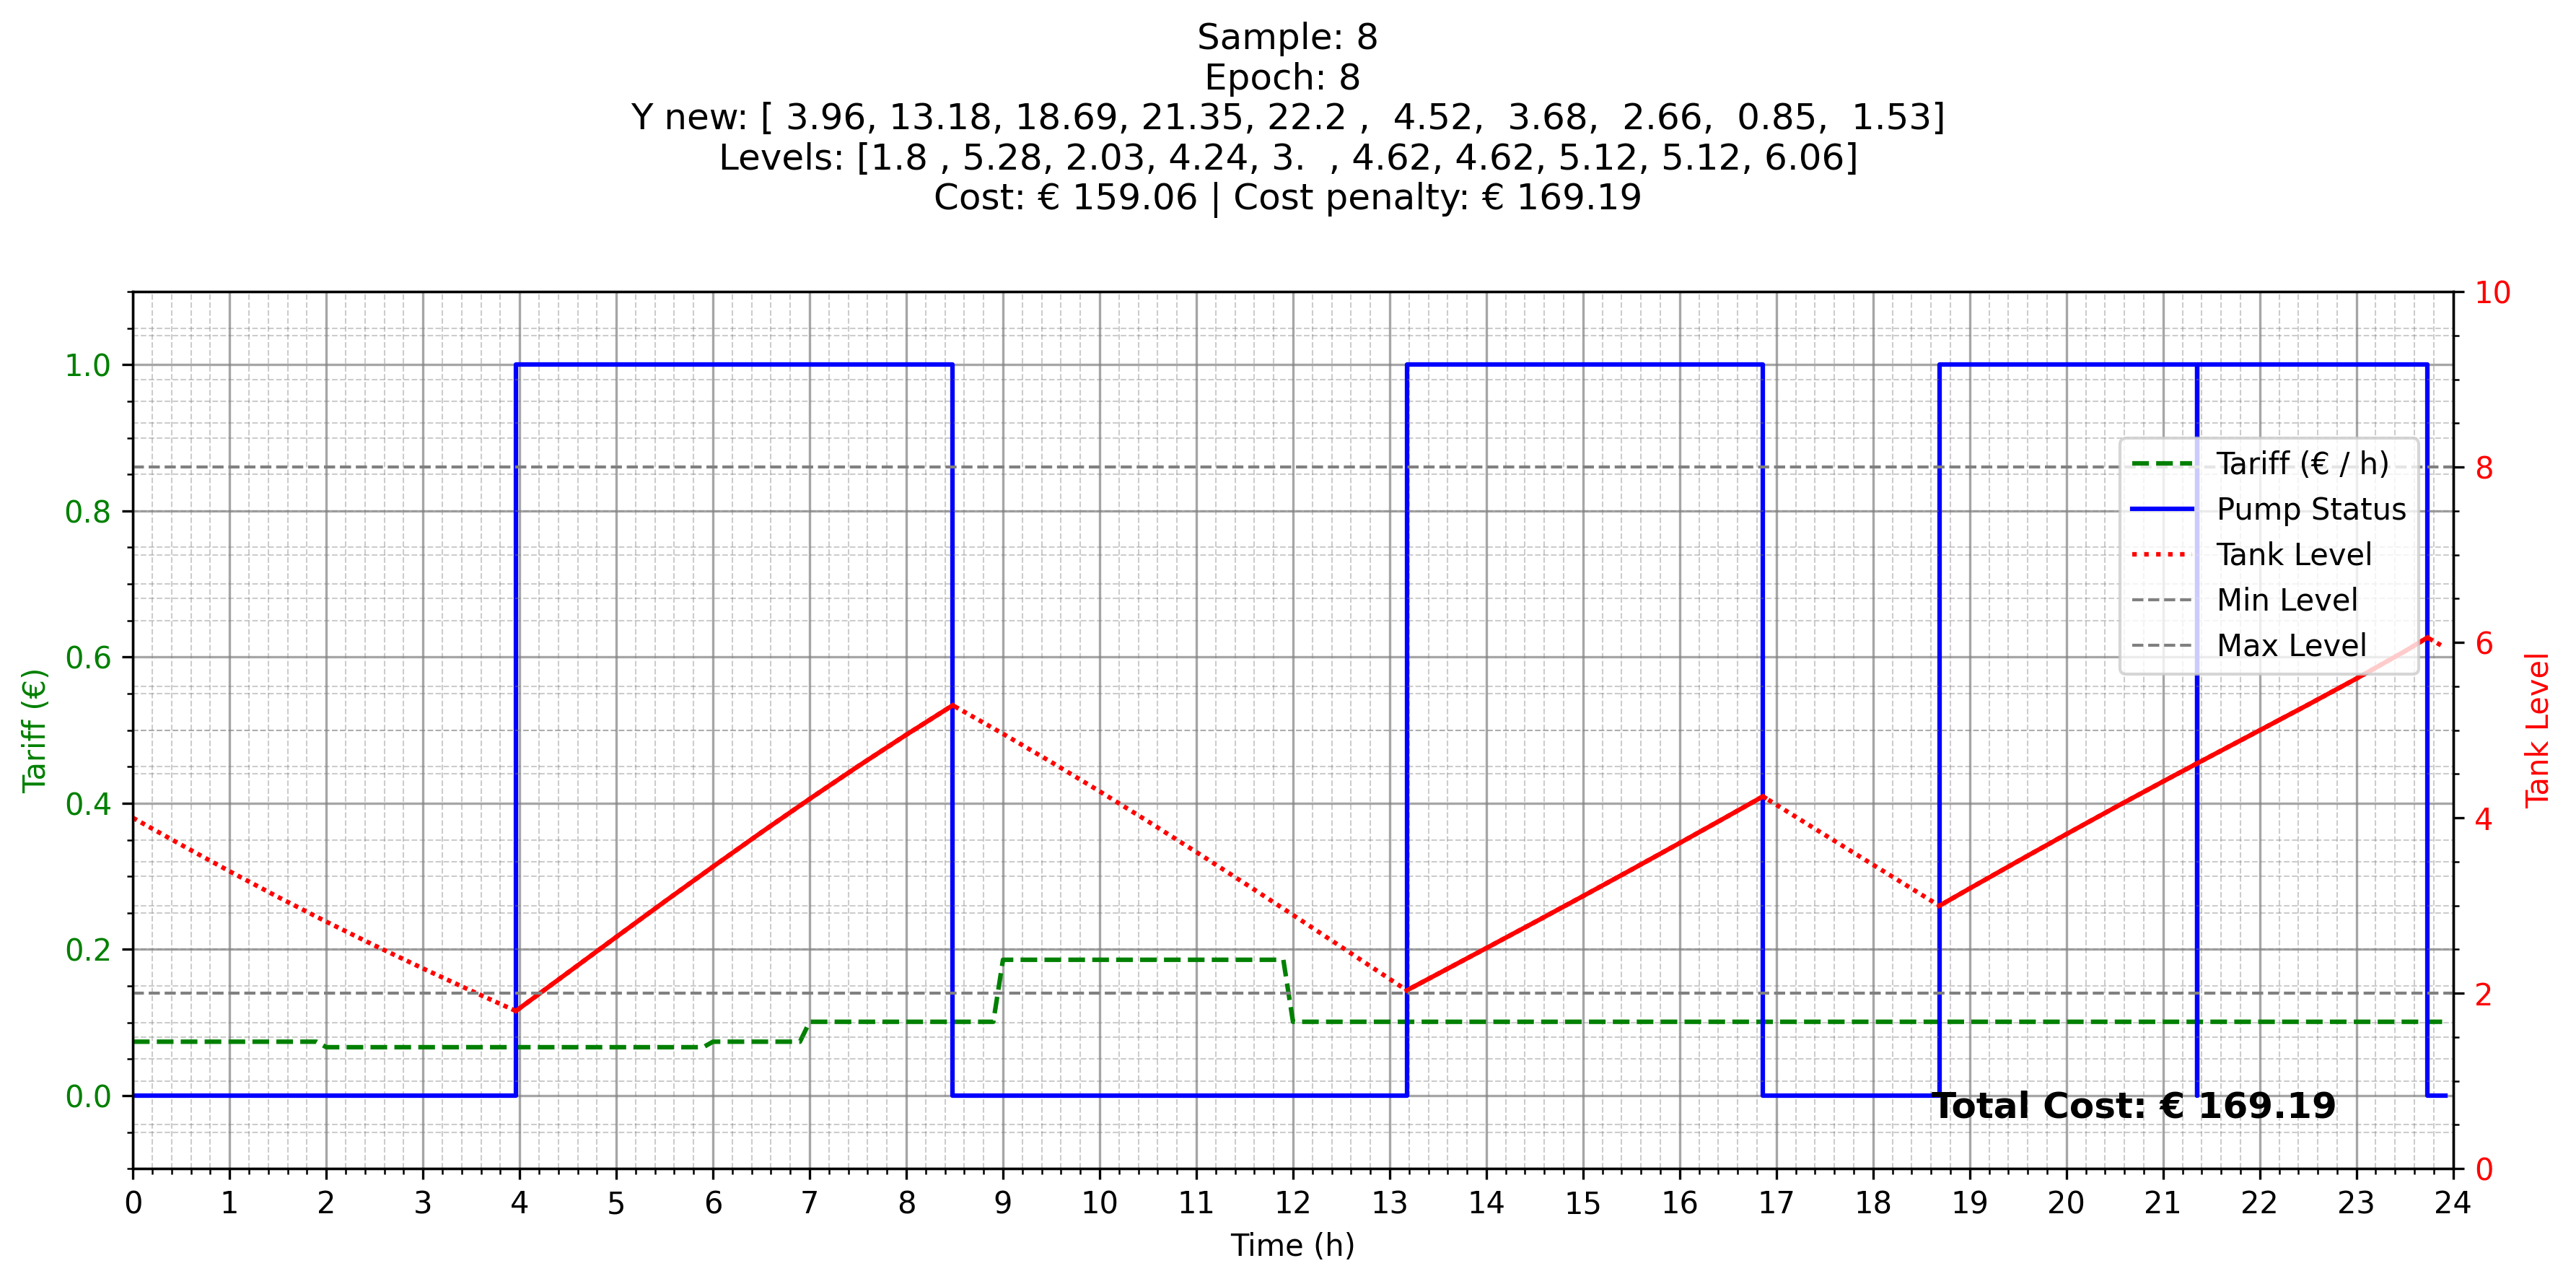 Sample: 8
Epoch: 8
Y new: [ 3.96, 13.18, 18.69, 21.35, 22.2 ,  4.52,  3.68,  2.66,  0.85,  1.53]
Levels: [1.8 , 5.28, 2.03, 4.24, 3.  , 4.62, 4.62, 5.12, 5.12, 6.06]
Cost: € 159.06 | Cost penalty: € 169.19
10
1.0
8
Tariff (€ / h)
0.8
Pump Status
Tank Level
Min Level
Max Level
0.6
6
Tariff (€)
Tank Level
0.4
4
0.2
2
0.0
Total Cost: € 169.19
0
0 1 2 3 4 5 6 7 8 9 10 11 12 13 14 15 16 17 18 19 20 21 22 23 24
Time (h)